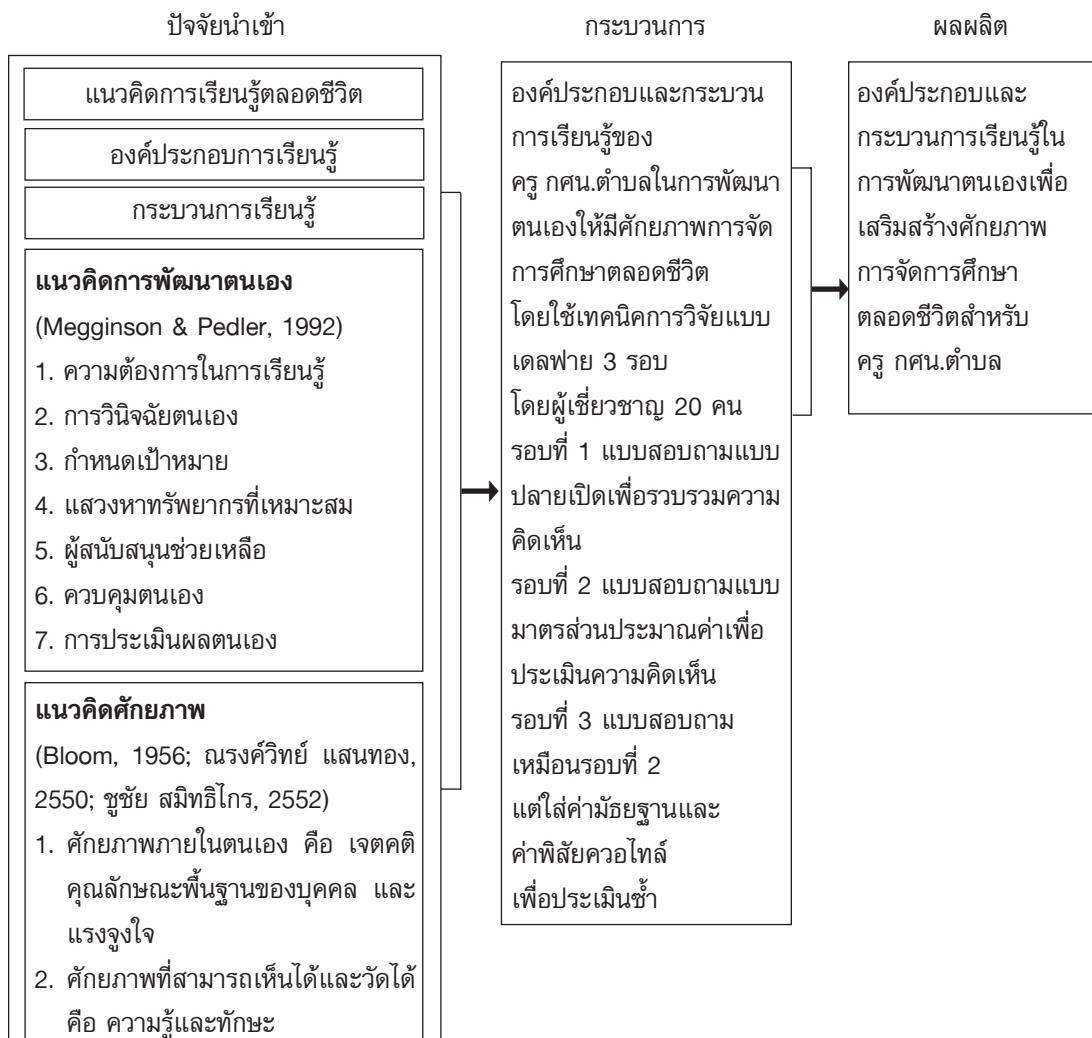 ปัจจัยนำเข้า
แนวคิดการเรียนรู้ตลอดชีวิต
องค์ประกอบการเรียนรู้
กระบวนการเรียนรู้
แนวคิดการพัฒนาตนเอง
(Megginson & Pedler, 1992)
1. ความต้องการในการเรียนรู้
2. การวินิจฉัยตนเอง
3. กำหนดเป้าหมาย
4. แสวงหาทรัพยากรที่เหมาะสม
5. ผู้สนับสนุนช่วยเหลือ
6. ควบคุมตนเอง
7. การประเมินผลตนเอง
แนวคิดศักยภาพ
(Bloom, 1956; ณรงค์วิทย์ แสนทอง,
2550; ชูชัย สมิทธิไกร, 2552)
1. ศักยภาพภายในตนเอง คือ เจตคติ
คุณลักษณะพื้นฐานของบุคคล และ
แรงจูงใจ
2. ศักยภาพที่สามารถเห็นได้และวัดได้
คือ ความรู้และทักษะ
กระบวนการ
องค์ประกอบและกระบวน
การเรียนรู้ของ
ครู กศน.ตำบลในการพัฒนา
ตนเองให้มีศักยภาพการจัด
การศึกษาตลอดชีวิต
โดยใช้เทคนิคการวิจัยแบบ
เดลฟาย 3 รอบ
โดยผู้เชี่ยวชาญ 20 คน
รอบที่ 1 แบบสอบถามแบบ
ปลายเปิดเพื่อรวบรวมความ
คิดเห็น
รอบที่ 2 แบบสอบถามแบบ
มาตรส่วนประมาณค่าเพื่อ
ประเมินความคิดเห็น
รอบที่ 3 แบบสอบถาม
เหมือนรอบที่ 2
แต่ใส่ค่ามัธยฐานและ
ค่าพิสัยควอไทล์
เพื่อประเมินซ้ำ
ผลผลิต
องค์ประกอบและ
กระบวนการเรียนรู้ใน
การพัฒนาตนเองเพื่อ
เสริมสร้างศักยภาพ
การจัดการศึกษา
ตลอดชีวิตสำหรับ
ครู กศน.ตำบล